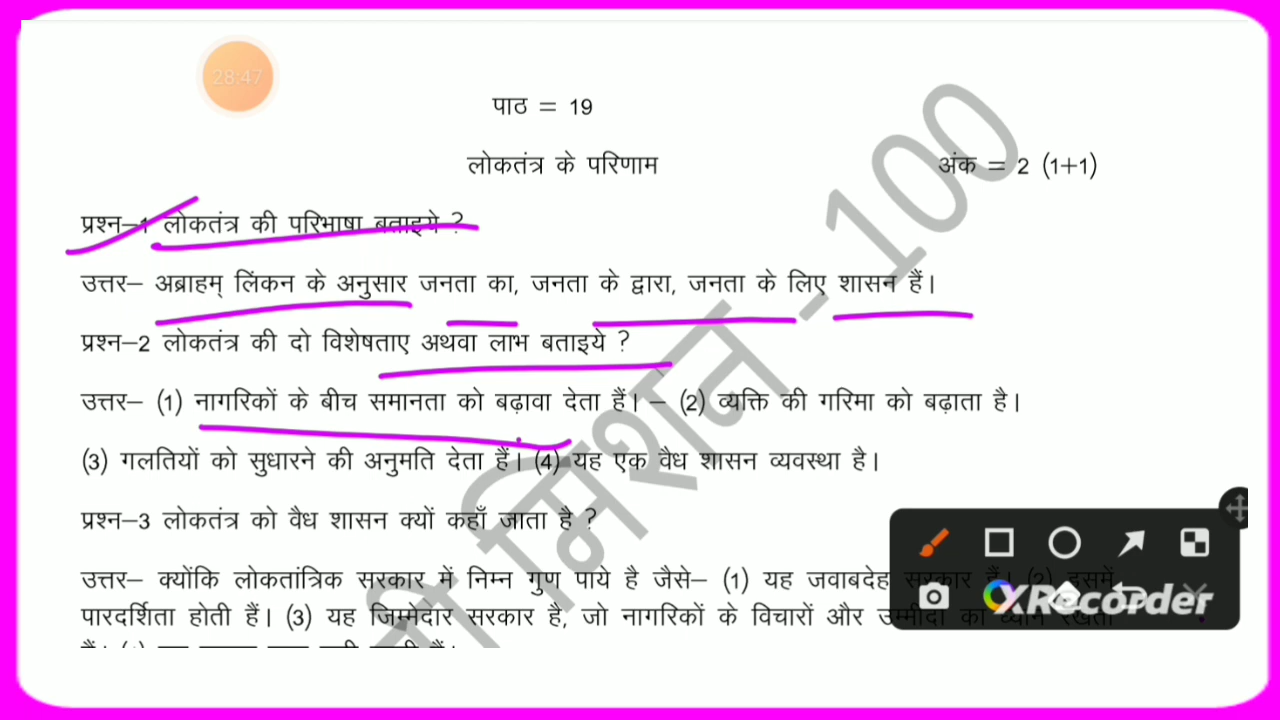 28:47
पाठ = 19
लोकतंत्र के परिणाम अंक = 2 (1+1)
प्रश्न–1 लोकतंत्र की परिभाषा बताइये ?
उत्तर– अब्राहम् लिंकन के अनुसार जनता का, जनता के द्वारा, जनता के लिए शासन हैं।
प्रश्न–2 लोकतंत्र की दो विशेषताए अथवा लाभ बताइये ?
उत्तर– (1) नागरिकों के बीच समानता को बढ़ावा देता हैं। – (2) व्यक्ति की गरिमा को बढ़ाता है।
(3) गलतियों को सुधारने की अनुमति देता हैं। (4) यह एक वैध शासन व्यवस्था है।
प्रश्न–3 लोकतंत्र को वैध शासन क्यों कहाँ जाता है ?
उत्तर– क्योंकि लोकतांत्रिक सरकार में निम्न गुण पाये है जैसे– (1) यह जवाबदेह सरकार हैं। (2) इसमें
पारदर्शिता होती हैं। (3) यह जिम्मेदार सरकार है, जो नागरिकों के विचारों और उम्मीदों का ध्यान रखता
मिशन - 100
XRecorder